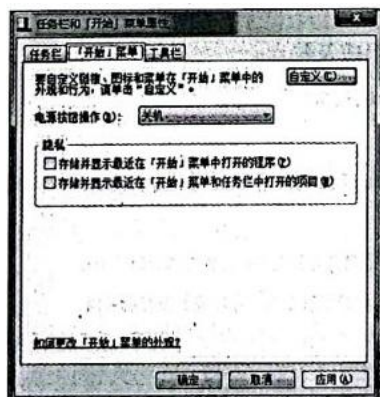 任务栏和「开始」菜单属性
任务栏 「开始」菜单 工具栏
要自定义链接、图标和菜单在「开始」菜单中的
外观和行为，请单击“自定义”。
自定义(C)...
电源按钮操作(B)： 关机
隐私
存储并显示最近在「开始」菜单中打开的程序(P)
存储并显示最近在「开始」菜单和任务栏中打开的项目(M)
如何更改「开始」菜单的外观?
确定 取消 应用(A)